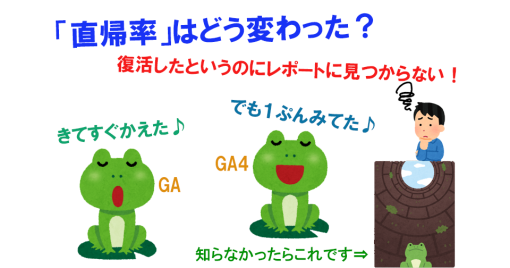 「直帰率」はどう変わった？
復活したというのにレポートに見つからない！
きてすぐかえた♪
でも１ぷんみてた♪
GA
GA4
知らなかったらこれです⇒